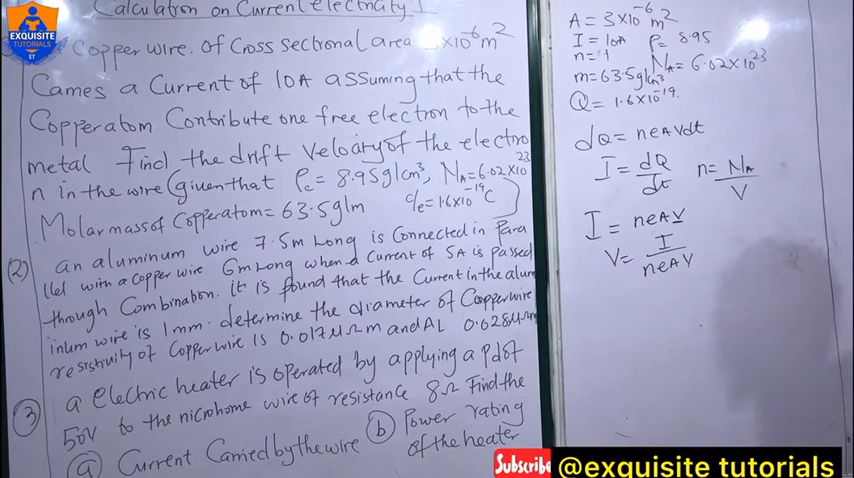 Calculation on Current electricity I
EXQUISITE
TUTORIALS
ET
Copper wire. Of Cross sectional area 3x10⁻⁶m²
Carries a Current of 10A assuming that the
Copper atom Contribute one free electron to the
metal Find the drift Velocity of the electro
n in the wire (given that ρc = 8.95g/cm³, NA=6.02x10²³
Molar mass of Copper atom = 63.5g/m c/e = 1.6x10⁻¹⁹C)
(2) an aluminum wire 7.5m Long is Connected in Para
llel with a Copper wire 6m Long when a Current of 5A is passed
through Combination. it is found that the Current in the alum
inum wire is 1mm. determine the diameter of Copper wire
resistivity of Copper wire is 0.017μΩm and AL 0.028μΩm
(3) a electric heater is operated by applying a pd of
50V to the nicrohome wire of resistance 8Ω Find the
(a) Current Carried by the wire (b) Power rating
of the heater
A = 3x10⁻⁶m²
I = 10A ρ = 8.95
n = 1 NA = 6.02x10²³
m = 63.5g/cm³
Q = 1.6x10⁻¹⁹.
dQ = neAVdt
I = dQ/dt n = NA/V
I = neAV
V = I/neAV
Subscribe @exquisite tutorials